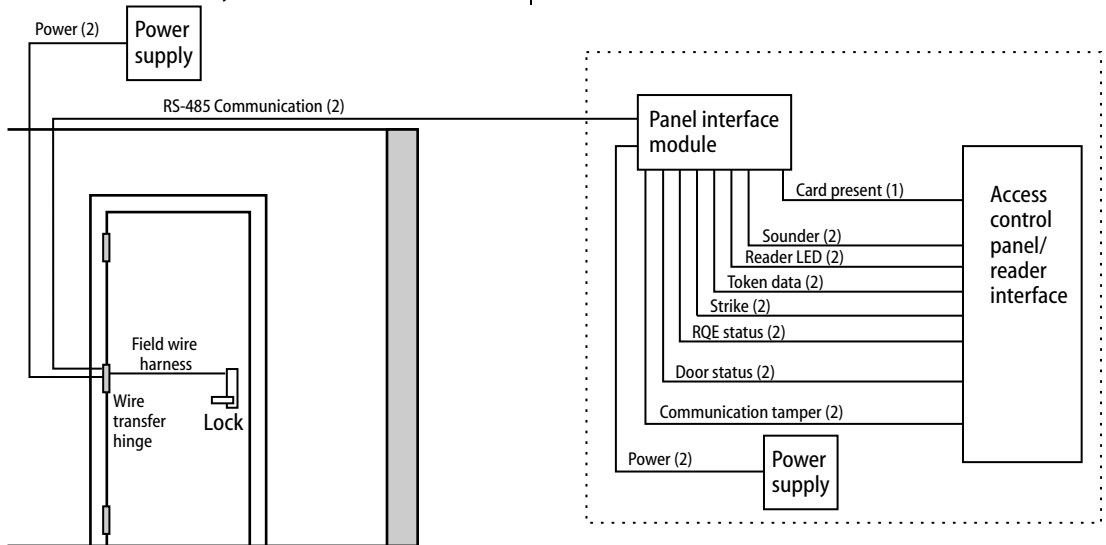 Power (2)
Power
supply
RS-485 Communication (2)
Field wire
harness
Wire
transfer
hinge
Lock
Panel interface
module
Card present (1)
Sounder (2)
Reader LED (2)
Token data (2)
Strike (2)
RQE status (2)
Door status (2)
Communication tamper (2)
Power (2)
Power
supply
Access
control
panel/
reader
interface